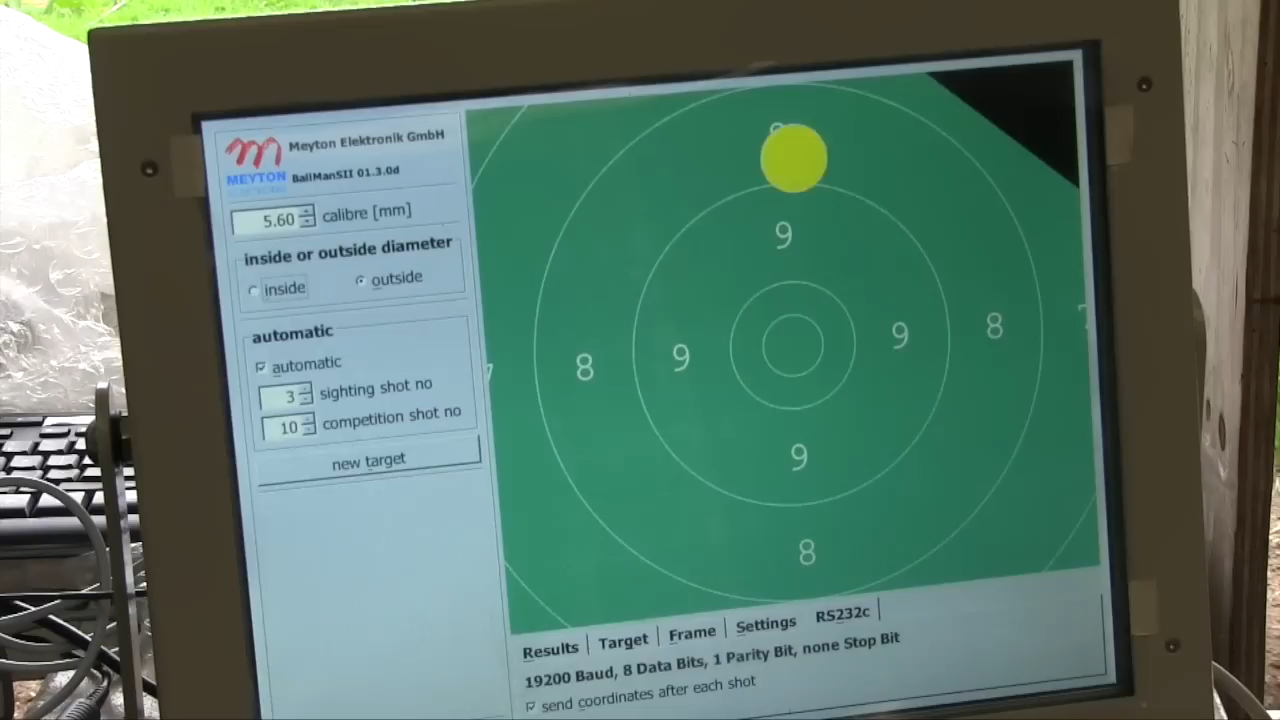 Meyton Elektronik GmbH
MEYTON
BallManSII 01.3.0d
5.60 calibre [mm]
inside or outside diameter
inside outside
automatic
automatic
3 sighting shot no
10 competition shot no
new target
8
9
8 9 9 8
9
8
Results Target Frame Settings RS232c
19200 Baud, 8 Data Bits, 1 Parity Bit, none Stop Bit
send coordinates after each shot